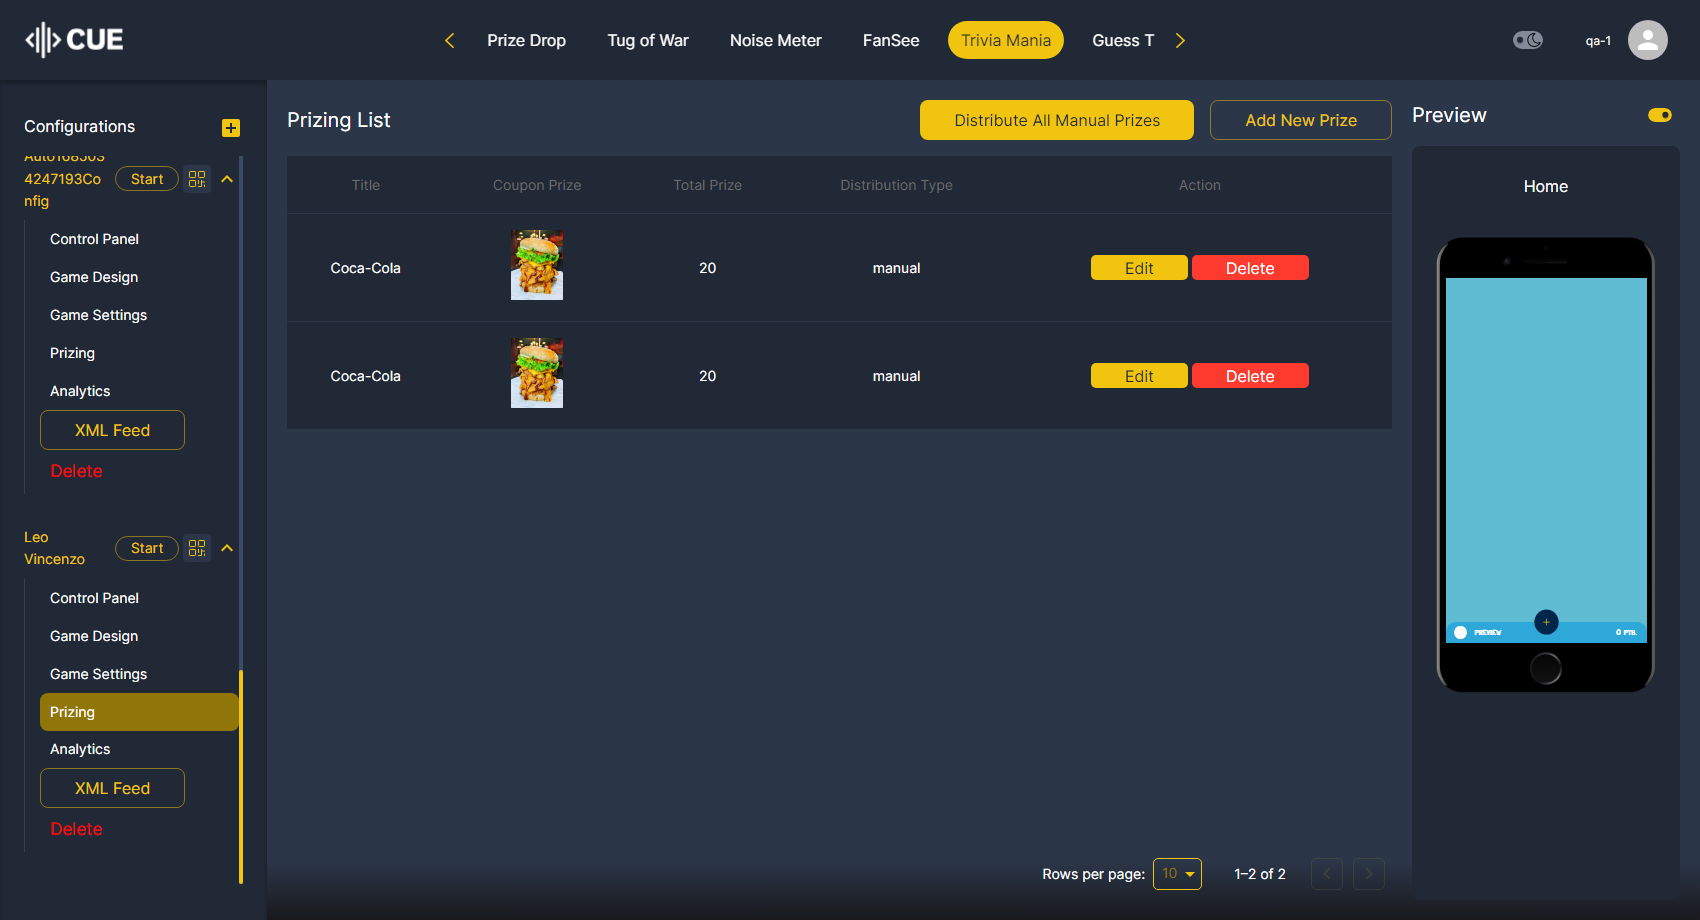 CUE
Prize Drop
Tug of War
Noise Meter
FanSee
Trivia Mania
Guess T
qa-1
Configurations
4247193Co
nfig
Start
Control Panel
Game Design
Game Settings
Prizing
Analytics
XML Feed
Delete
Leo
Vincenzo
Start
Control Panel
Game Design
Game Settings
Prizing
Analytics
XML Feed
Delete
Prizing List
Distribute All Manual Prizes
Add New Prize
Title Coupon Prize Total Prize Distribution Type Action
Coca-Cola 20 manual Edit Delete
Coca-Cola 20 manual Edit Delete
Rows per page: 10 1–2 of 2
Preview
Home
+
PREVIEW 0 PTS.